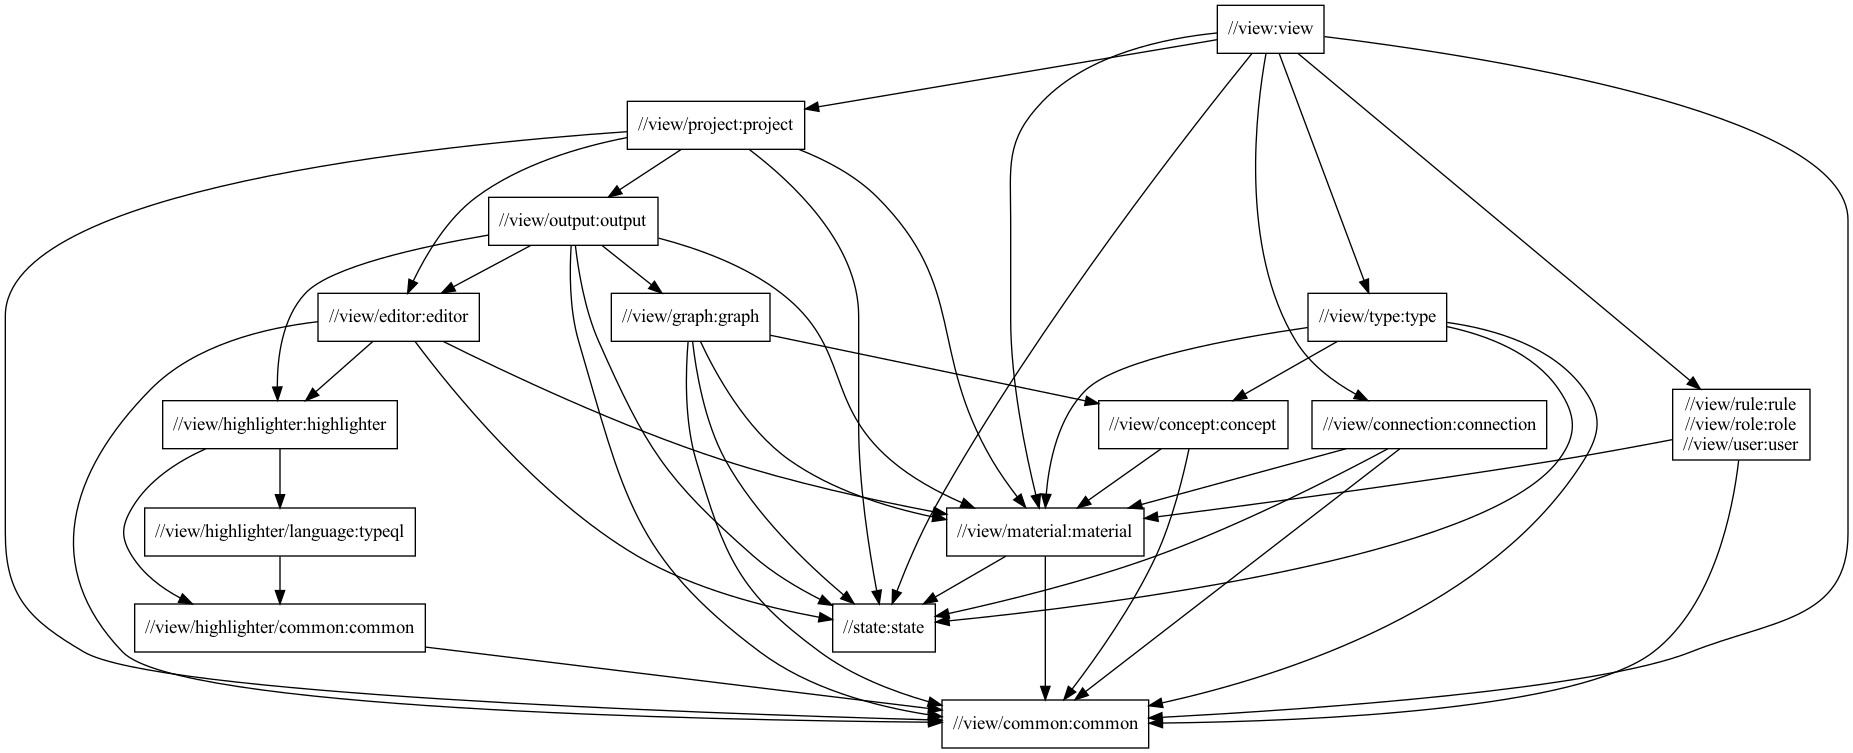 //view:view
//view/project:project
//view/output:output
//view/editor:editor
//view/graph:graph
//view/type:type
//view/highlighter:highlighter
//view/concept:concept
//view/connection:connection
//view/rule:rule
//view/role:role
//view/user:user
//view/highlighter/language:typeql
//view/material:material
//view/highlighter/common:common
//state:state
//view/common:common